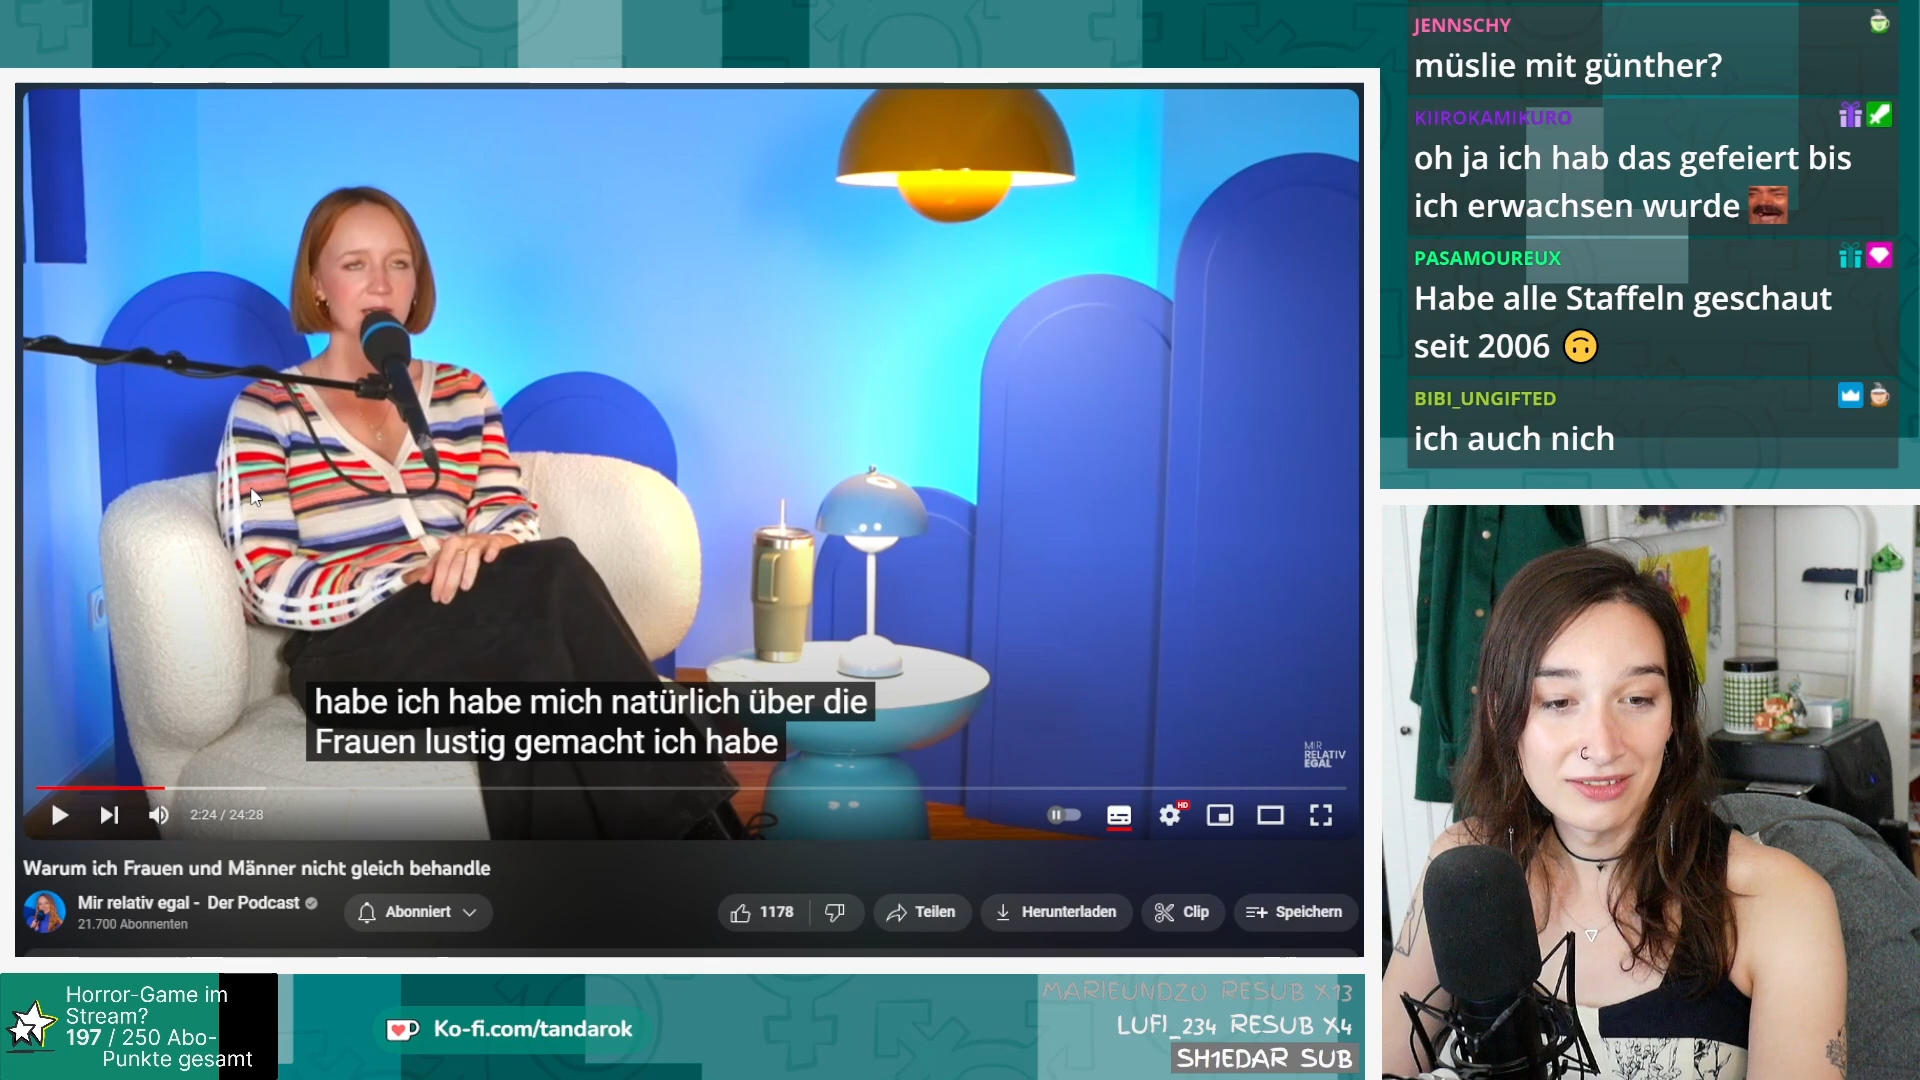 JENNSCHY
müslie mit günther?
KIIROKAMIKURO
oh ja ich hab das gefeiert bis
ich erwachsen wurde
PASAMOUREUX
Habe alle Staffeln geschaut
seit 2006
BIBI_UNGIFTED
ich auch nich
habe ich habe mich natürlich über die
Frauen lustig gemacht ich habe
MIR
RELATIV
EGAL
HD
2:24 / 24:28
Warum ich Frauen und Männer nicht gleich behandle
Mir relativ egal - Der Podcast
21.700 Abonnenten
Abonniert
1178
Teilen
Herunterladen
Clip
Speichern
Horror-Game im
Stream?
197 / 250 Abo-
Punkte gesamt
Ko-fi.com/tandarok
MARIEUNDZO RESUB X13
LUFI_234 RESUB X4
SH1EDAR SUB